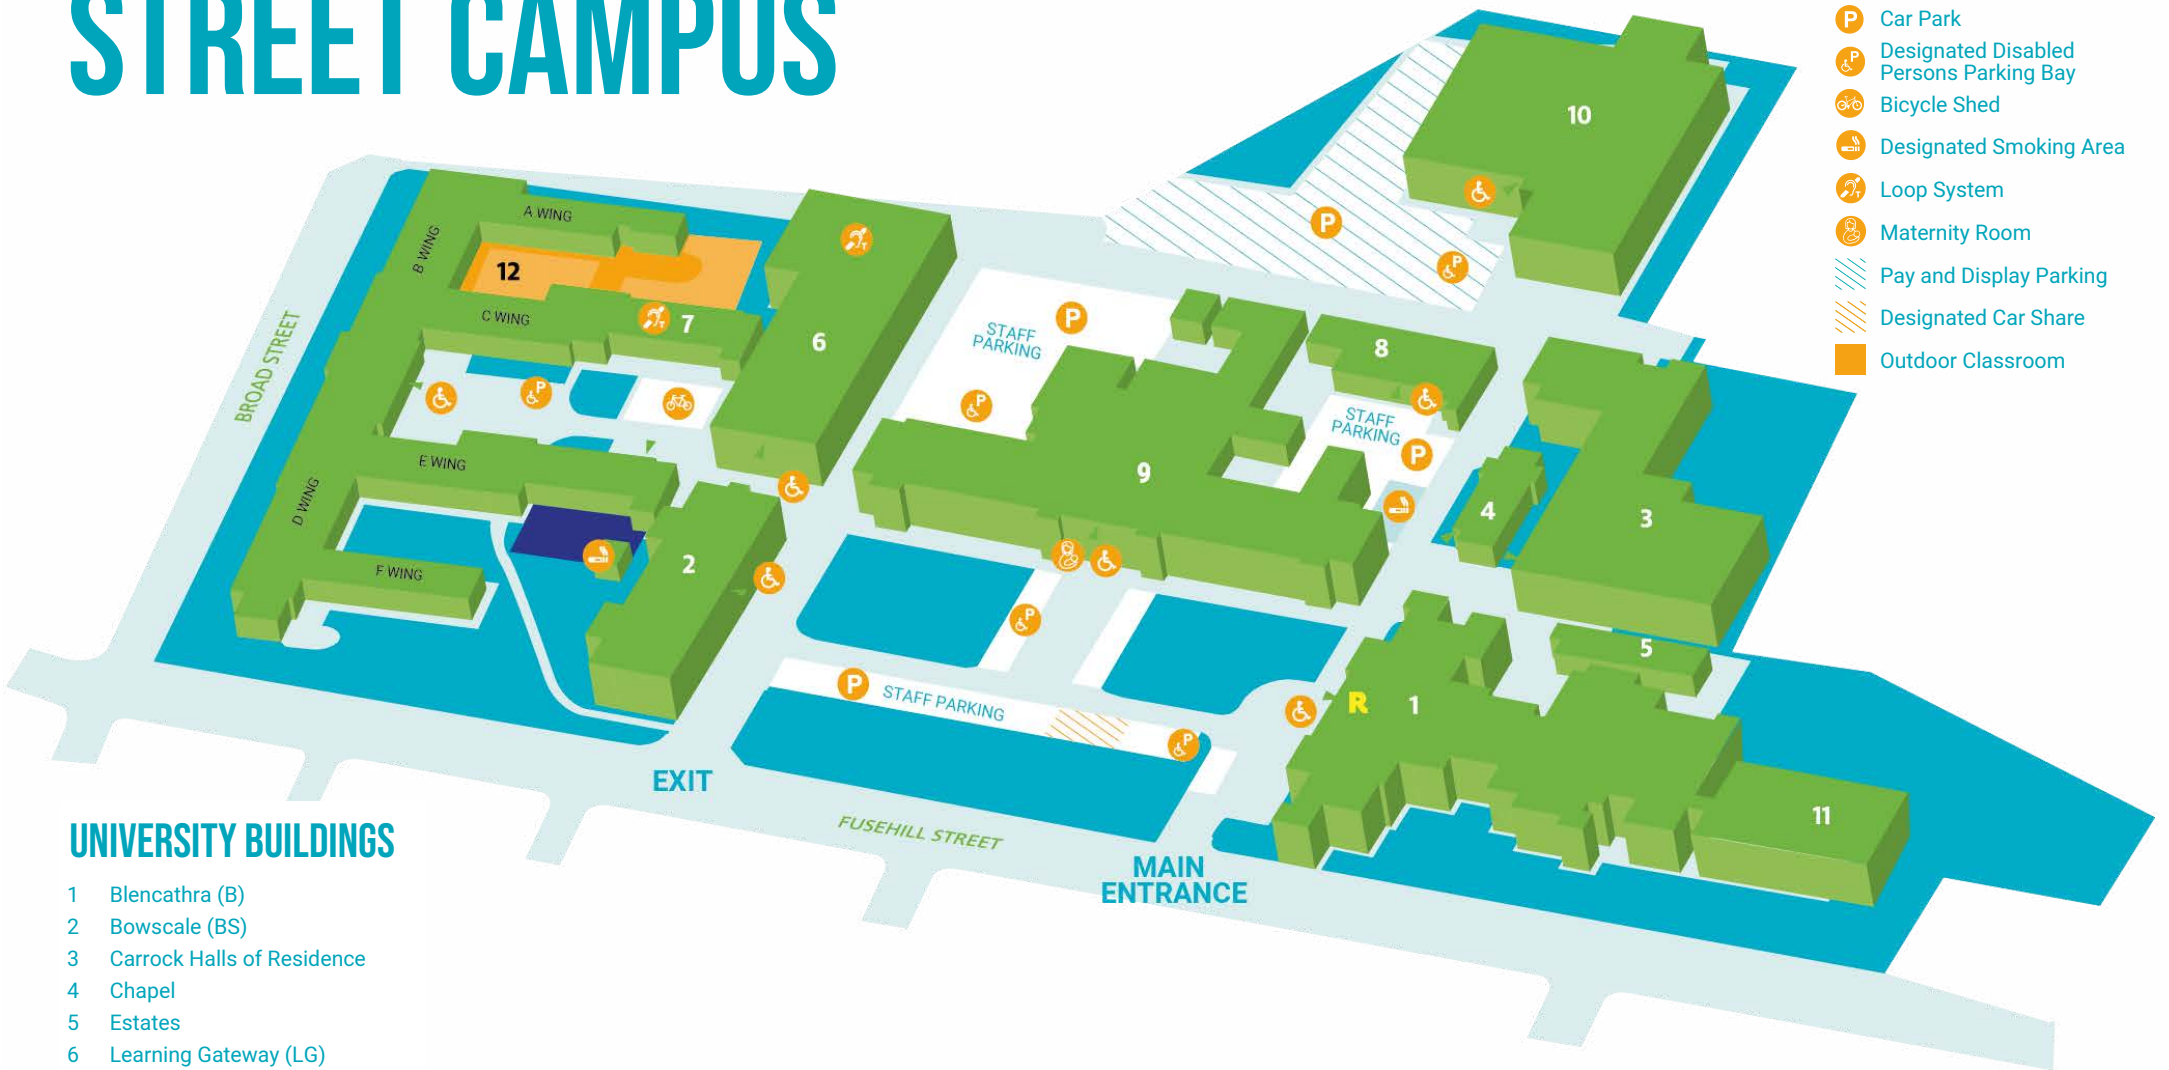 STREET CAMPUS
P Car Park
P Designated Disabled
Persons Parking Bay
Bicycle Shed
Designated Smoking Area
T Loop System
Maternity Room
Pay and Display Parking
Designated Car Share
Outdoor Classroom
10
P
P
A WING
B WING
12
C WING
T
7
T
6
BROAD STREET
P
STAFF
PARKING
P
P
8
STAFF
PARKING
P
P
E WING
D WING
F WING
2
9
4
3
5
P
P STAFF PARKING
P
R
1
11
EXIT
FUSEHILL STREET
MAIN
ENTRANCE
UNIVERSITY BUILDINGS
1 Blencathra (B)
2 Bowscale (BS)
3 Carrock Halls of Residence
4 Chapel
5 Estates
6 Learning Gateway (LG)